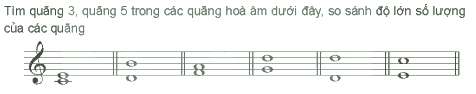 Tìm quãng 3, quãng 5 trong các quãng hoà âm dưới đây, so sánh độ lớn số lượng
của các quãng